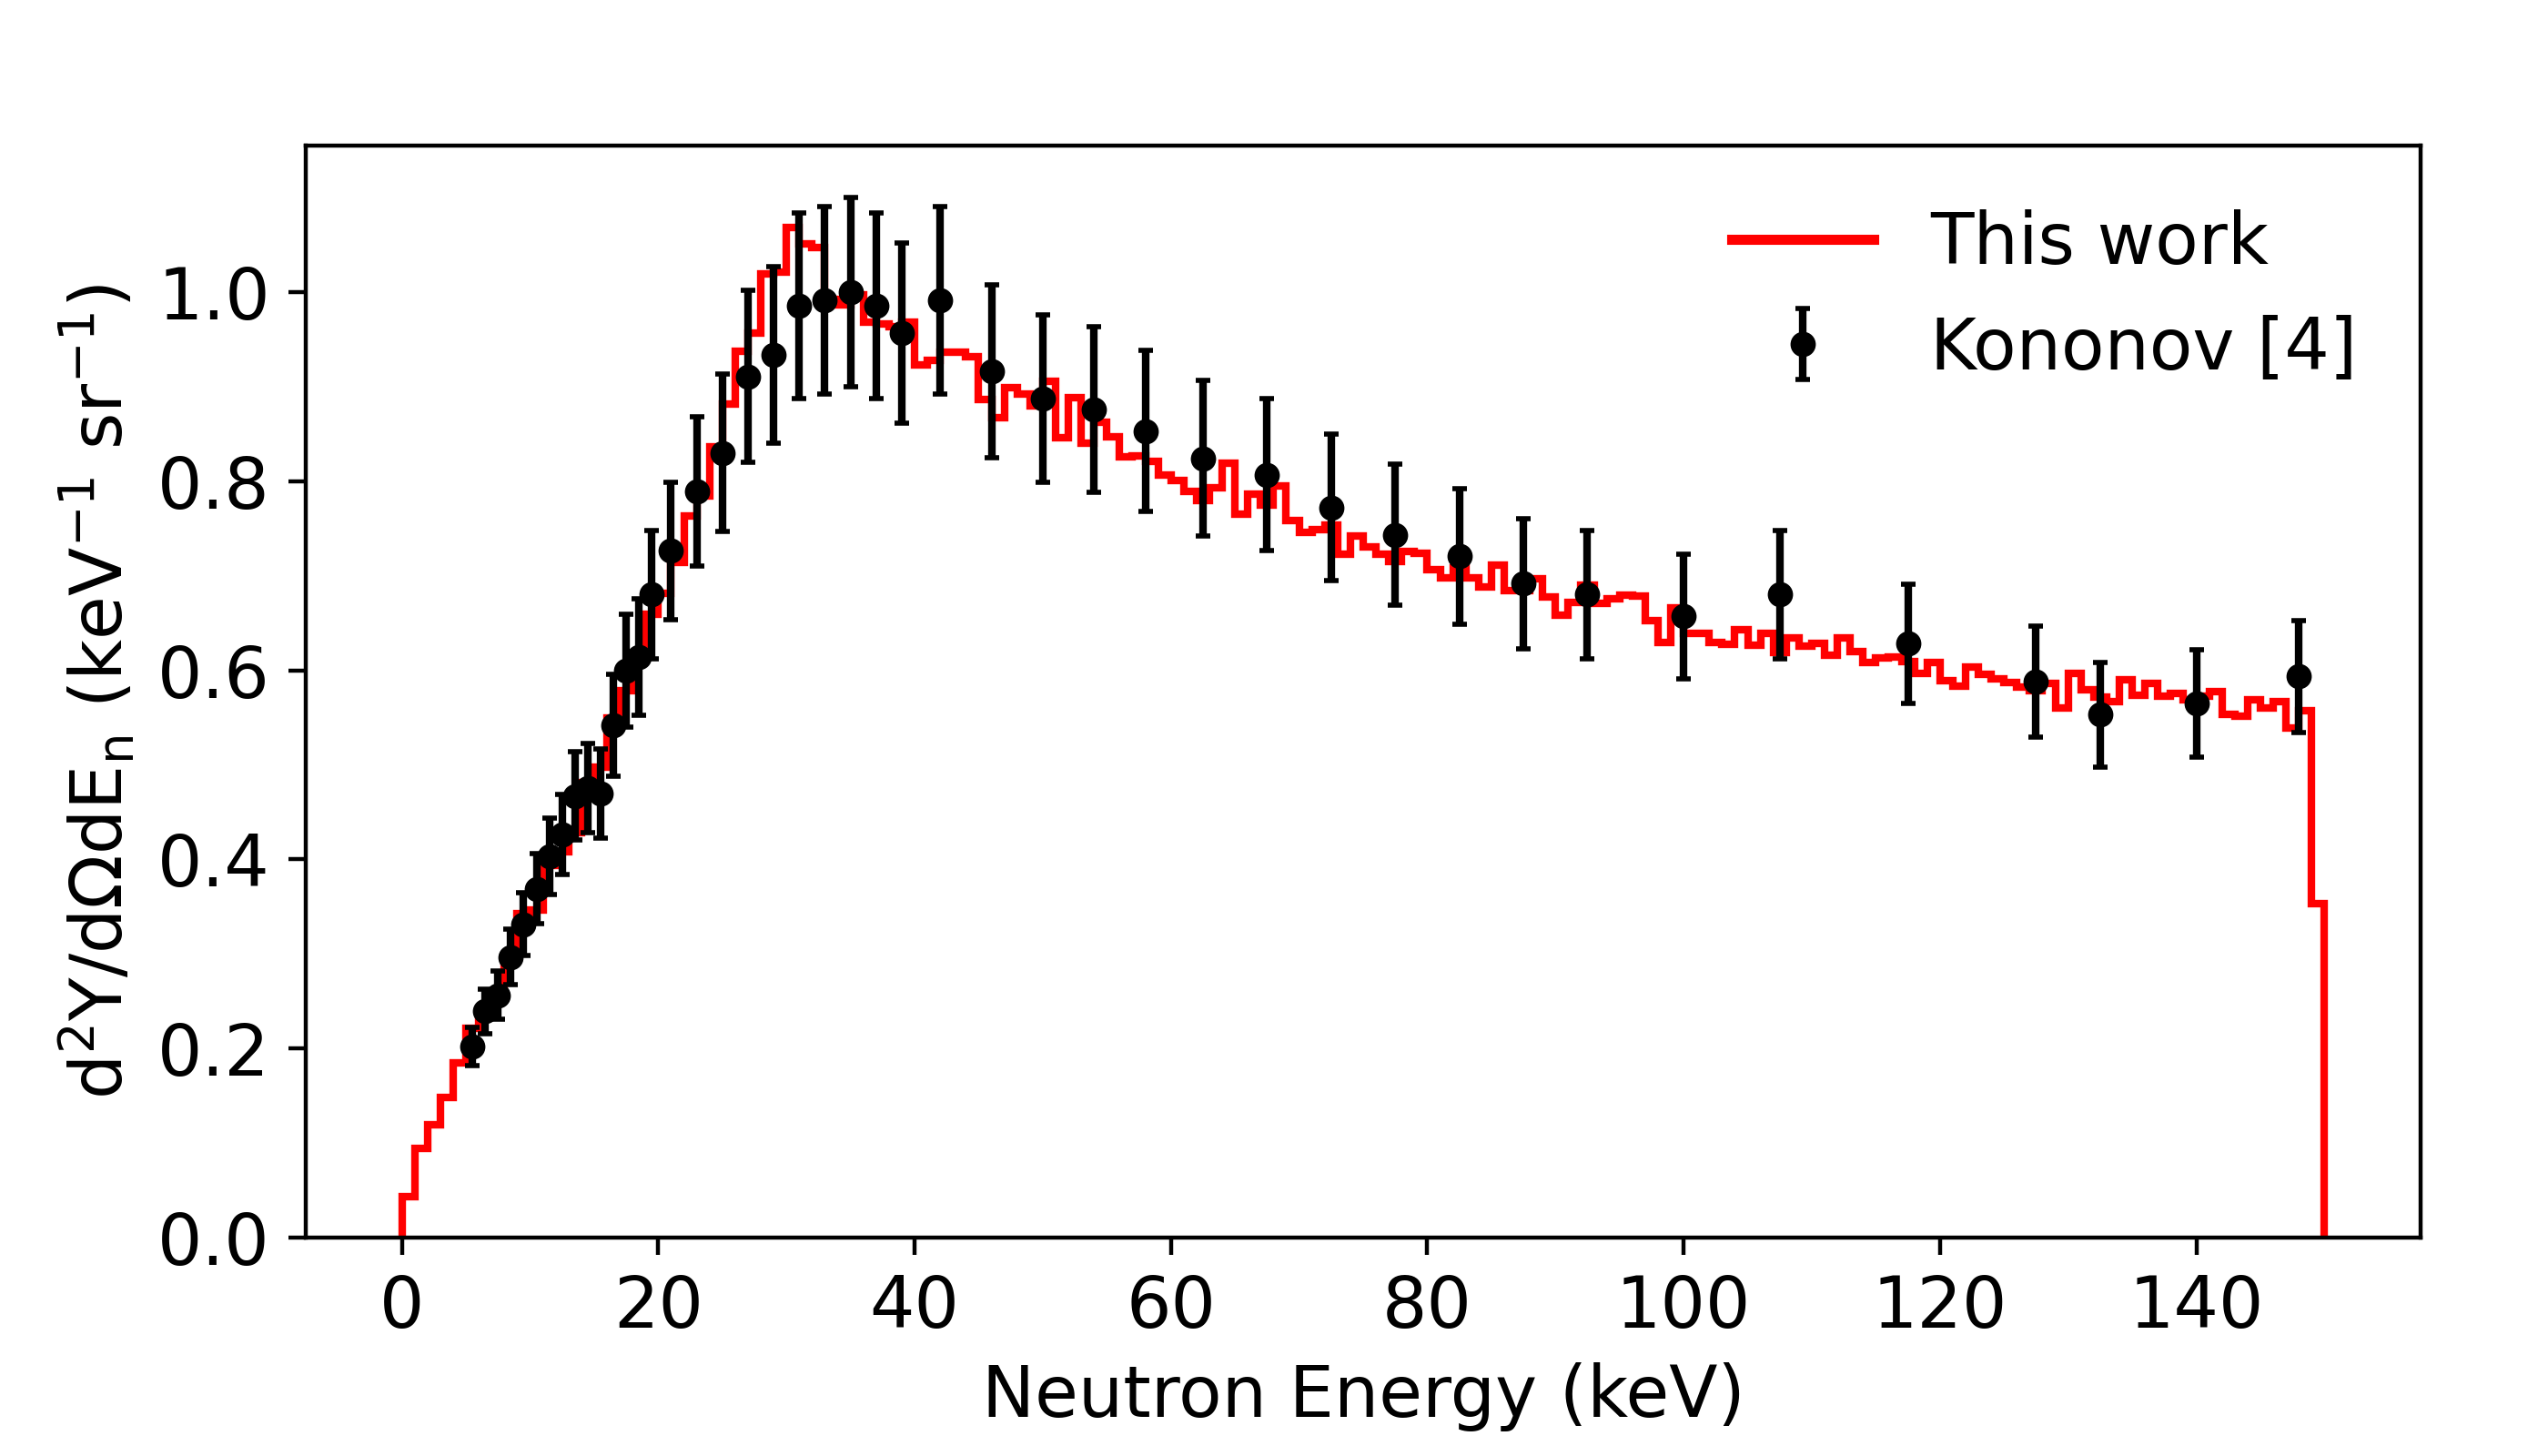 This work
Kononov [4]
d²Y/dΩdEₙ (keV⁻¹ sr⁻¹)
1.0
0.8
0.6
0.4
0.2
0.0
0 20 40 60 80 100 120 140
Neutron Energy (keV)